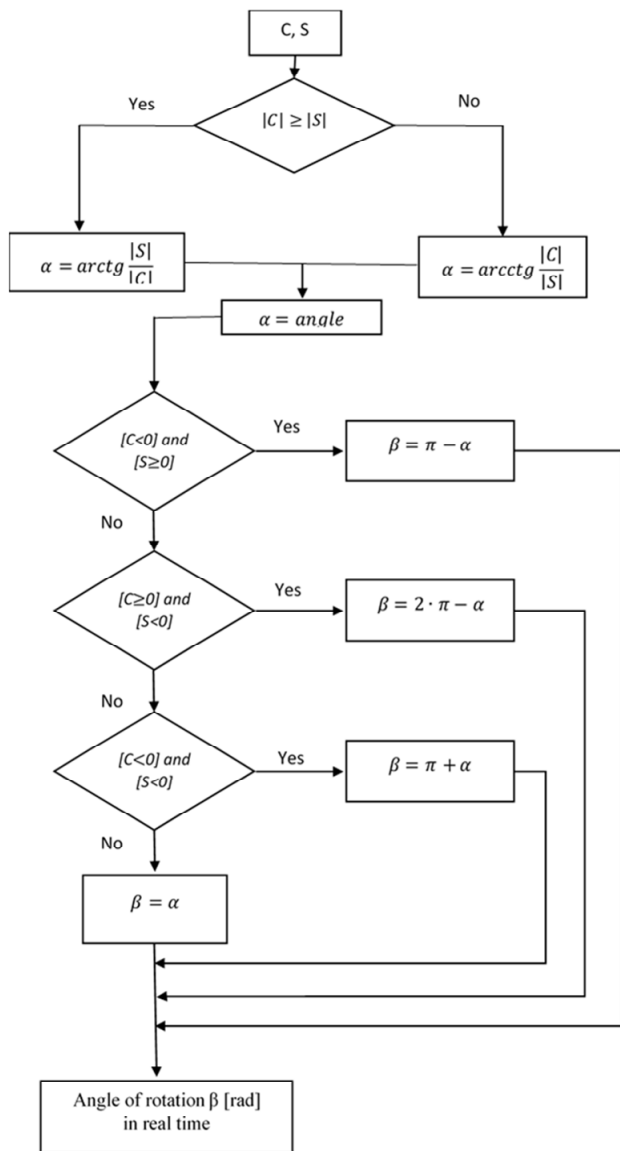 C, S
Yes
No
|C| ≥ |S|
α = arctg |S|/|C|
α = arcctg |C|/|S|
α = angle
[C<0] and
[S≥0]
Yes
β = π − α
No
[C≥0] and
[S<0]
Yes
β = 2 · π − α
No
[C<0] and
[S<0]
Yes
β = π + α
No
β = α
Angle of rotation β [rad]
in real time